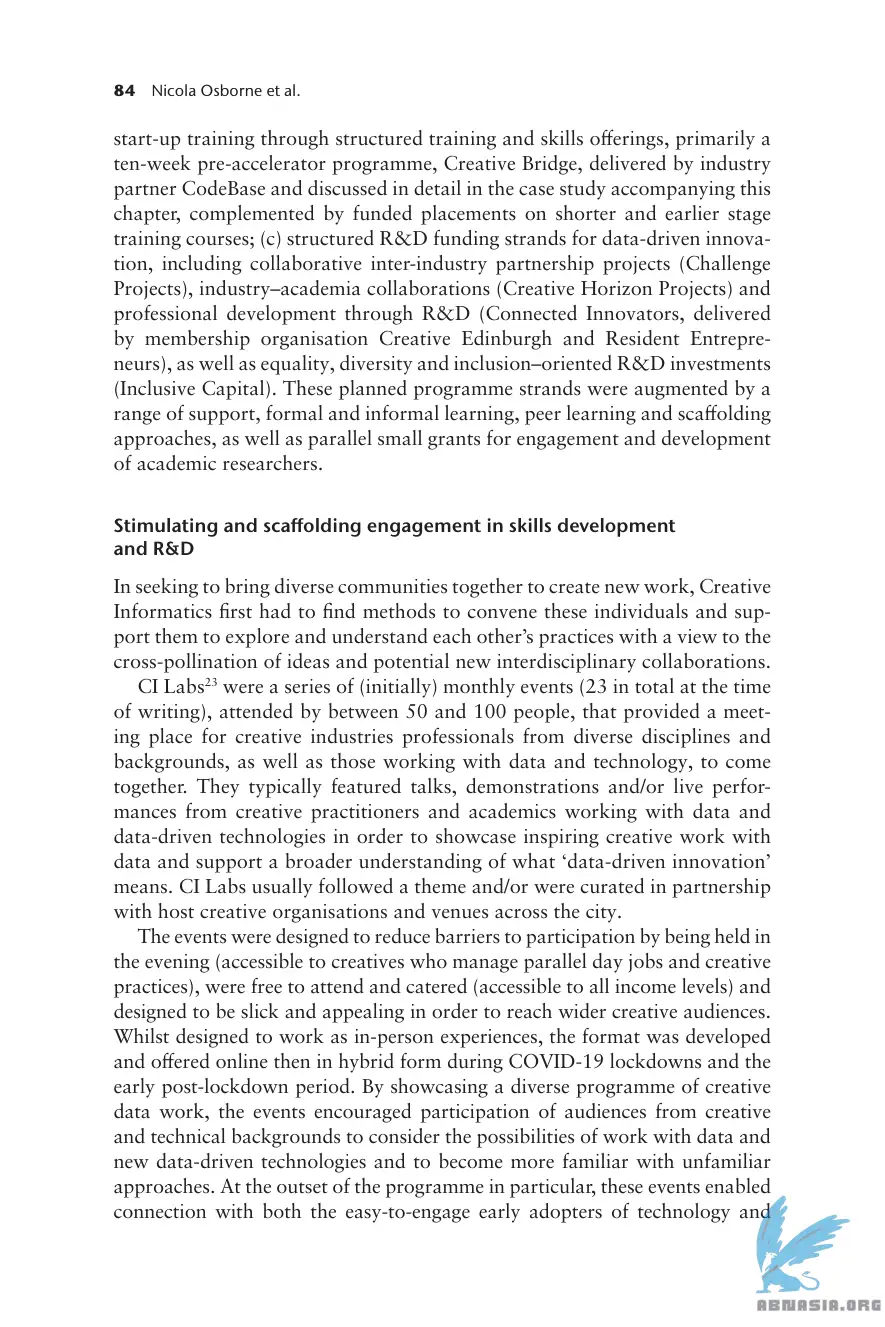 84 Nicola Osborne et al.
start-up training through structured training and skills offerings, primarily a
ten-week pre-accelerator programme, Creative Bridge, delivered by industry
partner CodeBase and discussed in detail in the case study accompanying this
chapter, complemented by funded placements on shorter and earlier stage
training courses; (c) structured R&D funding strands for data-driven innova-
tion, including collaborative inter-industry partnership projects (Challenge
Projects), industry–academia collaborations (Creative Horizon Projects) and
professional development through R&D (Connected Innovators, delivered
by membership organisation Creative Edinburgh and Resident Entrepre-
neurs), as well as equality, diversity and inclusion–oriented R&D investments
(Inclusive Capital). These planned programme strands were augmented by a
range of support, formal and informal learning, peer learning and scaffolding
approaches, as well as parallel small grants for engagement and development
of academic researchers.
Stimulating and scaffolding engagement in skills development
and R&D
In seeking to bring diverse communities together to create new work, Creative
Informatics first had to find methods to convene these individuals and sup-
port them to explore and understand each other’s practices with a view to the
cross-pollination of ideas and potential new interdisciplinary collaborations.
CI Labs23 were a series of (initially) monthly events (23 in total at the time
of writing), attended by between 50 and 100 people, that provided a meet-
ing place for creative industries professionals from diverse disciplines and
backgrounds, as well as those working with data and technology, to come
together. They typically featured talks, demonstrations and/or live perfor-
mances from creative practitioners and academics working with data and
data-driven technologies in order to showcase inspiring creative work with
data and support a broader understanding of what ‘data-driven innovation’
means. CI Labs usually followed a theme and/or were curated in partnership
with host creative organisations and venues across the city.
The events were designed to reduce barriers to participation by being held in
the evening (accessible to creatives who manage parallel day jobs and creative
practices), were free to attend and catered (accessible to all income levels) and
designed to be slick and appealing in order to reach wider creative audiences.
Whilst designed to work as in-person experiences, the format was developed
and offered online then in hybrid form during COVID-19 lockdowns and the
early post-lockdown period. By showcasing a diverse programme of creative
data work, the events encouraged participation of audiences from creative
and technical backgrounds to consider the possibilities of work with data and
new data-driven technologies and to become more familiar with unfamiliar
approaches. At the outset of the programme in particular, these events enabled
connection with both the easy-to-engage early adopters of technology and
ABNASIA.ORG